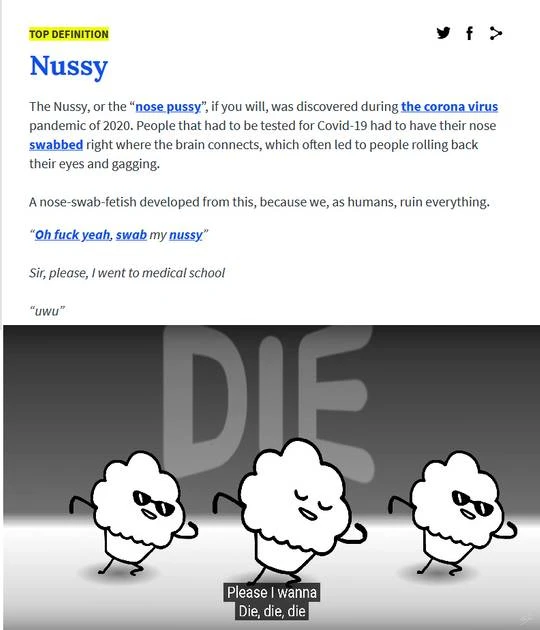 TOP DEFINITION
Nussy
The Nussy, or the “nose pussy”, if you will, was discovered during the corona virus
pandemic of 2020. People that had to be tested for Covid-19 had to have their nose
swabbed right where the brain connects, which often led to people rolling back
their eyes and gagging.
A nose-swab-fetish developed from this, because we, as humans, ruin everything.
“Oh fuck yeah, swab my nussy”
Sir, please, I went to medical school
“uwu”
DIE
Please I wanna
Die, die, die